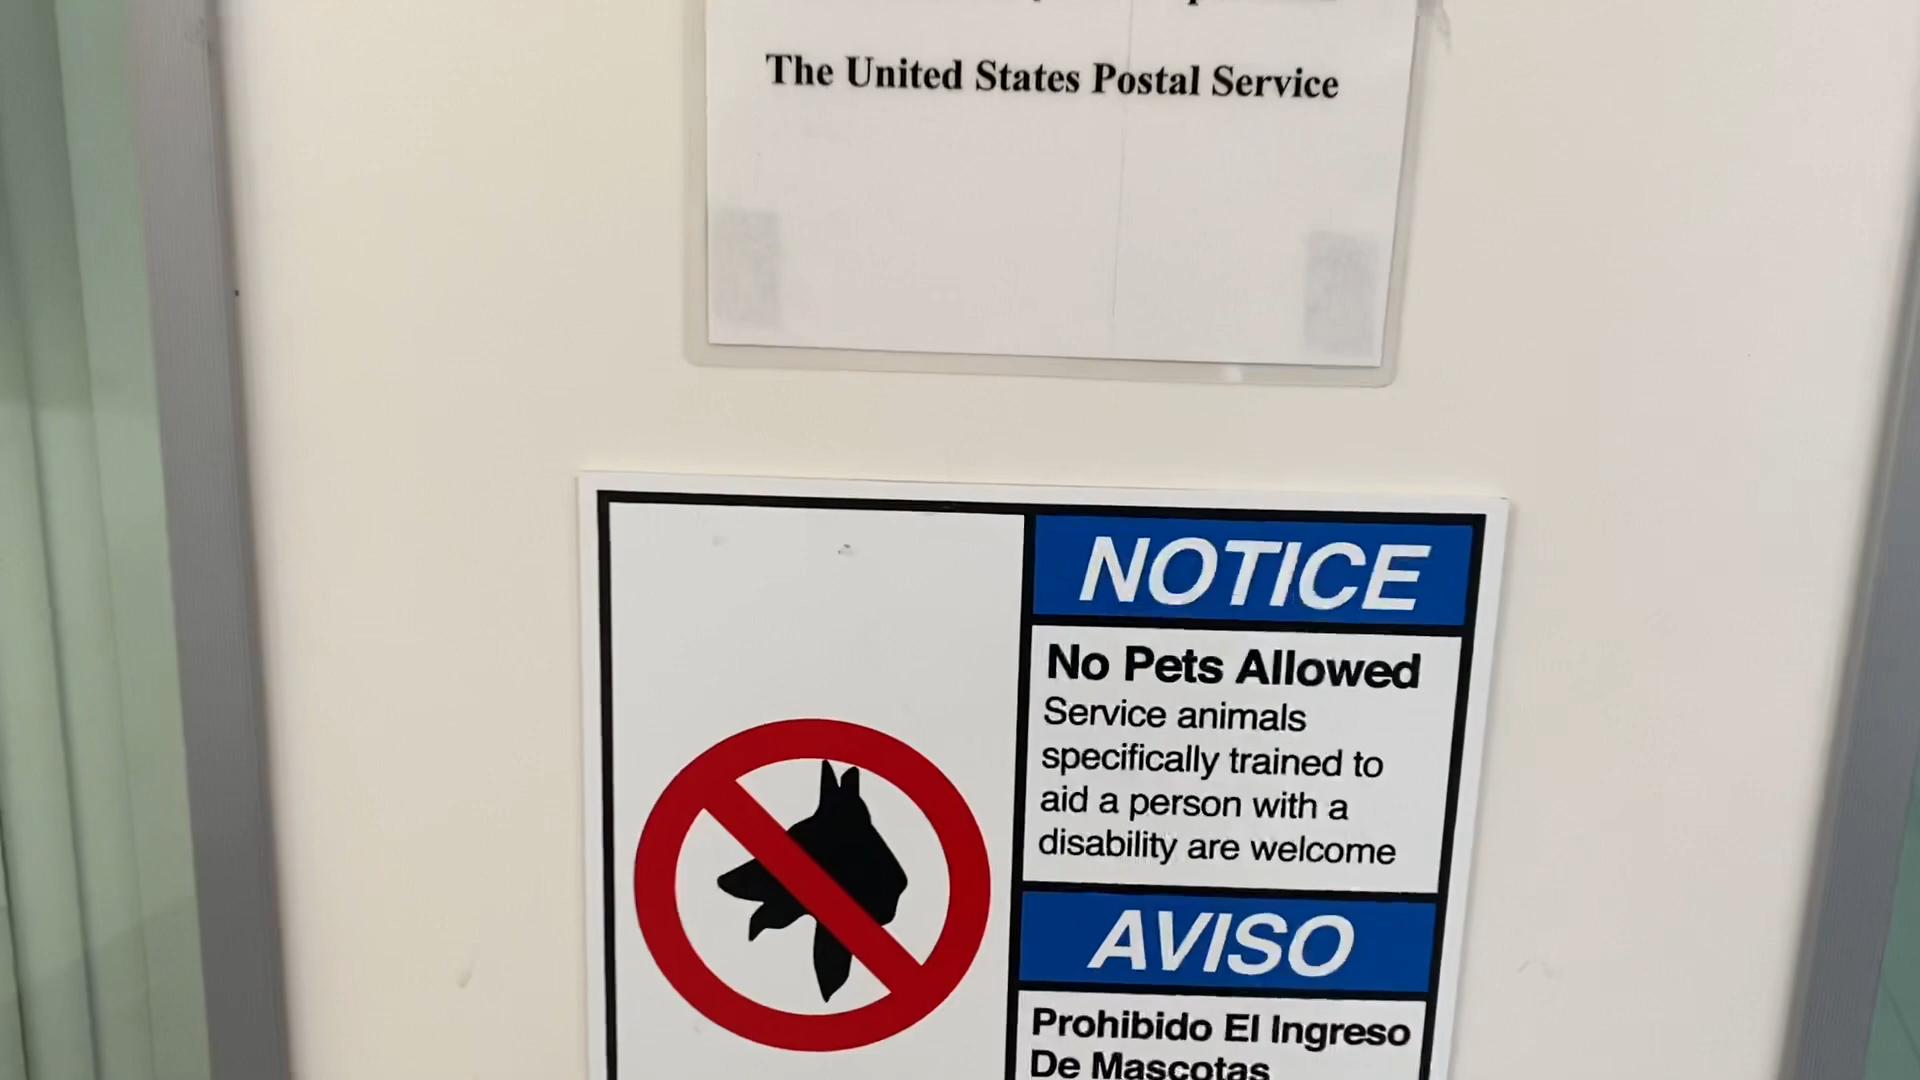 The United States Postal Service
NOTICE
No Pets Allowed
Service animals
specifically trained to
aid a person with a
disability are welcome
AVISO
Prohibido El Ingreso
De Mascotas